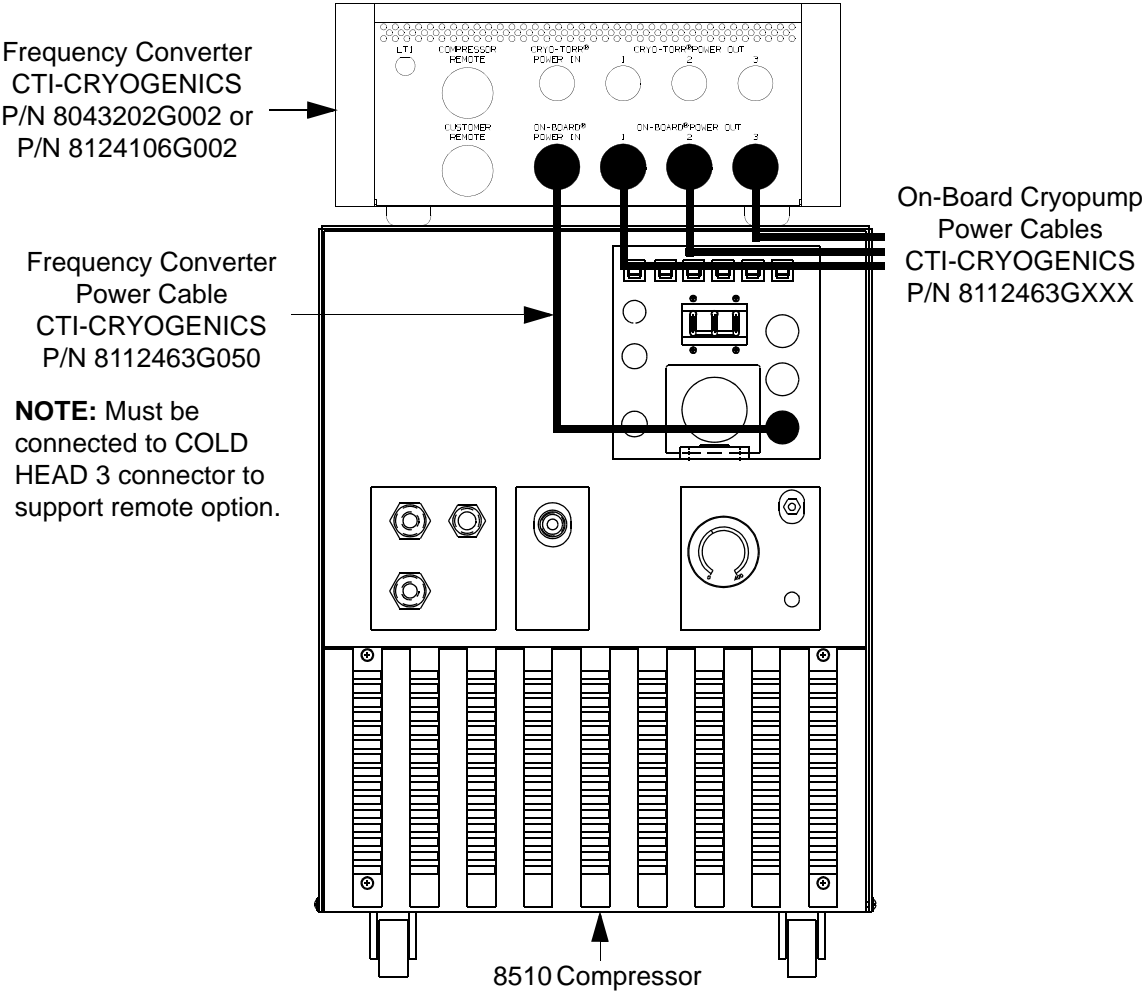 Frequency Converter
CTI-CRYOGENICS
P/N 8043202G002 or
P/N 8124106G002
LT1
COMPRESSOR
REMOTE
CRYO-TORR®
POWER IN
CRYO-TORR®POWER OUT
1 2 3
CUSTOMER
REMOTE
ON-BOARD®
POWER IN
ON-BOARD®POWER OUT
1 2 3
On-Board Cryopump
Power Cables
CTI-CRYOGENICS
P/N 8112463GXXX
Frequency Converter
Power Cable
CTI-CRYOGENICS
P/N 8112463G050
NOTE: Must be
connected to COLD
HEAD 3 connector to
support remote option.
0
8510 Compressor